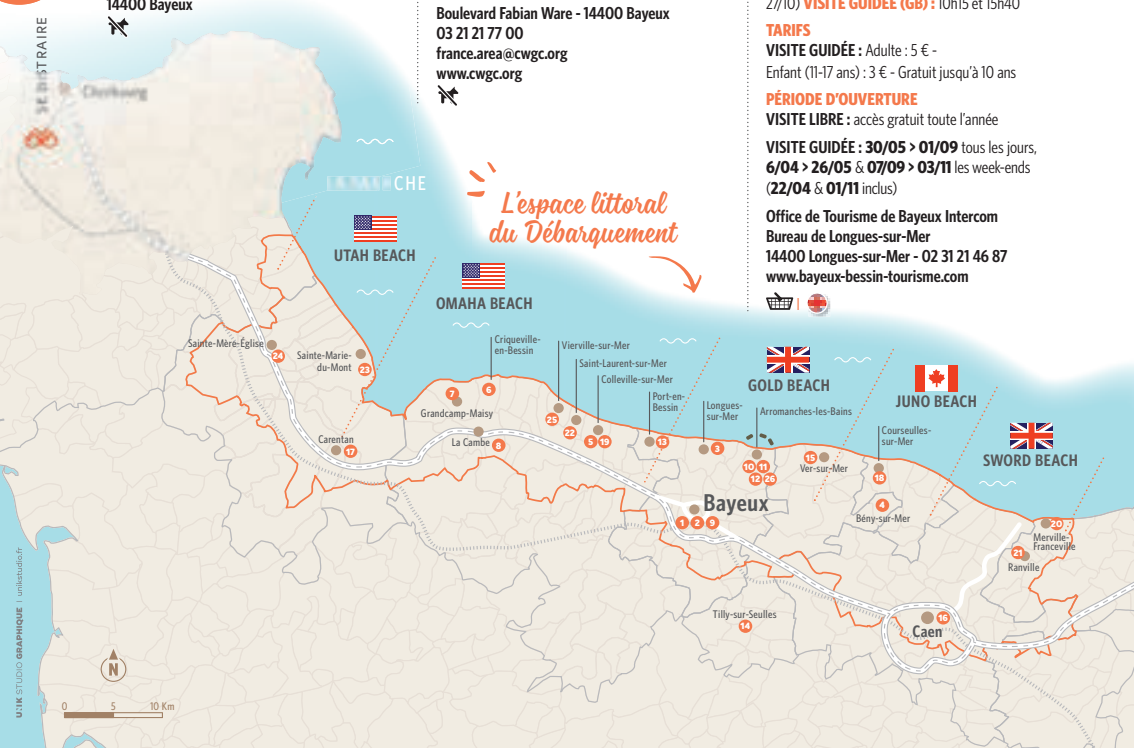 14400 Bayeux
SE DISTRAIRE
Boulevard Fabian Ware - 14400 Bayeux
03 21 21 77 00
france.area@cwgc.org
www.cwgc.org
27/10) VISITE GUIDÉE (GB) : 10h15 et 15h40
TARIFS
VISITE GUIDÉE : Adulte : 5 € -
Enfant (11-17 ans) : 3 € - Gratuit jusqu'à 10 ans
PÉRIODE D'OUVERTURE
VISITE LIBRE : accès gratuit toute l'année
VISITE GUIDÉE : 30/05 > 01/09 tous les jours,
6/04 > 26/05 & 07/09 > 03/11 les week-ends
(22/04 & 01/11 inclus)
Office de Tourisme de Bayeux Intercom
Bureau de Longues-sur-Mer
14400 Longues-sur-Mer - 02 31 21 46 87
www.bayeux-bessin-tourisme.com
Cherbourg
CHE
L'espace littoral
du Débarquement
UTAH BEACH
OMAHA BEACH
GOLD BEACH
JUNO BEACH
SWORD BEACH
Sainte-Mère-Église
24
Sainte-Marie-
du-Mont
23
Criqueville-
en-Bessin
6
7
Grandcamp-Maisy
La Cambe
8
Carentan
17
Vierville-sur-Mer
25
Saint-Laurent-sur-Mer
22
Colleville-sur-Mer
5 19
Port-en-
Bessin
13
Longues-
sur-Mer
3
Arromanches-les-Bains
10 11
12 26
15
Ver-sur-Mer
Courseulles-
sur-Mer
18
4
Bény-sur-Mer
Bayeux
1 2 9
20
Merville-
Franceville
21
Ranville
16
Caen
Tilly-sur-Seulles
14
N
0 5 10 Km
UNIK STUDIO GRAPHIQUE | unikstudio.fr